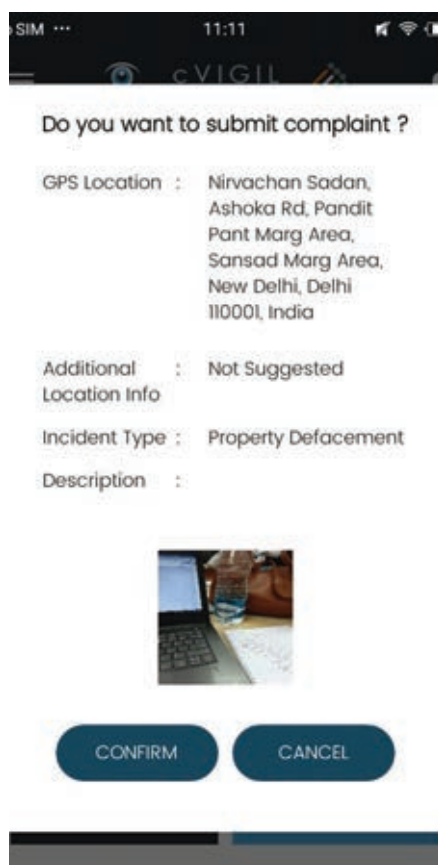 SIM ••• 11:11
cVIGIL
Do you want to submit complaint ?
GPS Location : Nirvachan Sadan,
Ashoka Rd, Pandit
Pant Marg Area,
Sansad Marg Area,
New Delhi, Delhi
110001, India
Additional : Not Suggested
Location Info
Incident Type : Property Defacement
Description :
CONFIRM CANCEL